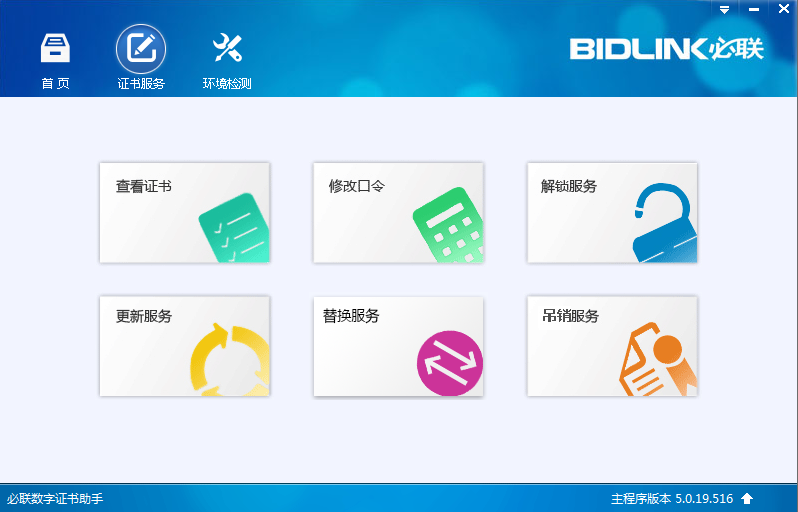 BIDLINK必联
首页
证书服务
环境检测
查看证书
修改口令
解锁服务
更新服务
替换服务
吊销服务
必联数字证书助手
主程序版本 5.0.19.516